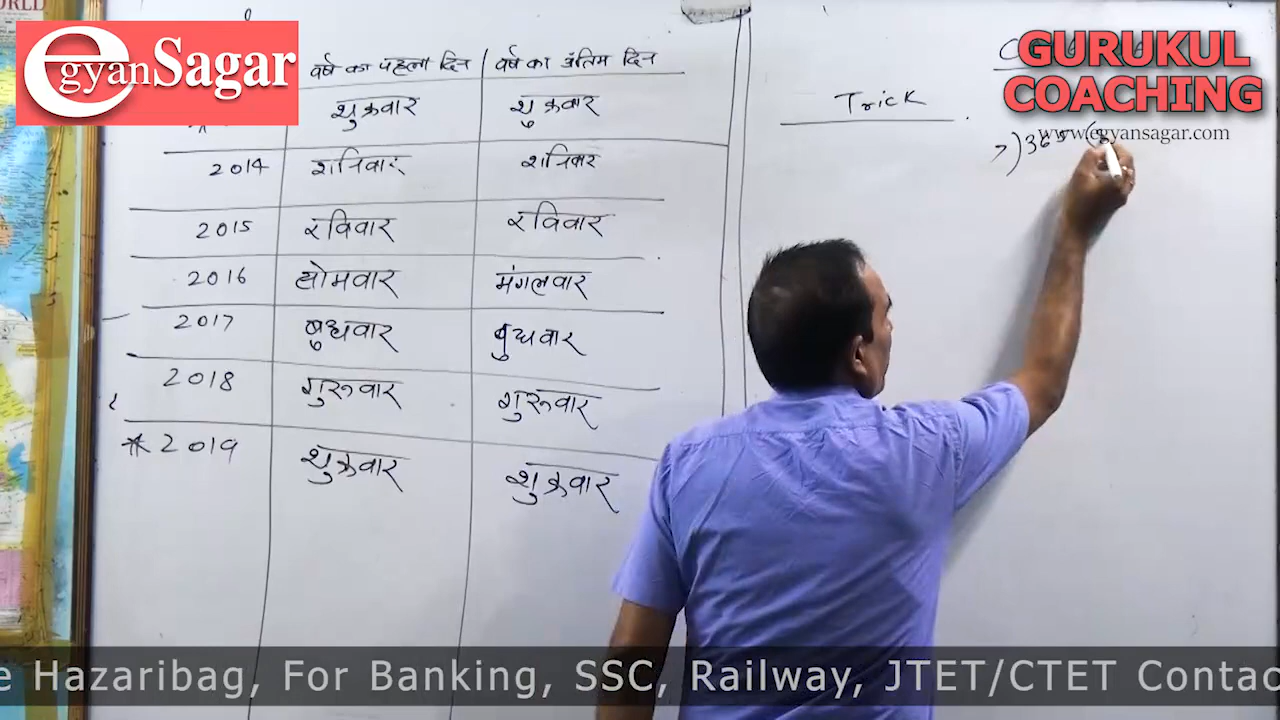 egyanSagar
GURUKUL
COACHING
www.egyansagar.com
वर्ष का पहला दिन वर्ष का अंतिम दिन
शुक्रवार शुक्रवार
2014 शनिवार शनिवार
2015 रविवार रविवार
2016 सोमवार मंगलवार
2017 बुधवार बुधवार
2018 गुरूवार गुरूवार
* 2019 शुक्रवार शुक्रवार
Trick
7)365(
e Hazaribag, For Banking, SSC, Railway, JTET/CTET Contac